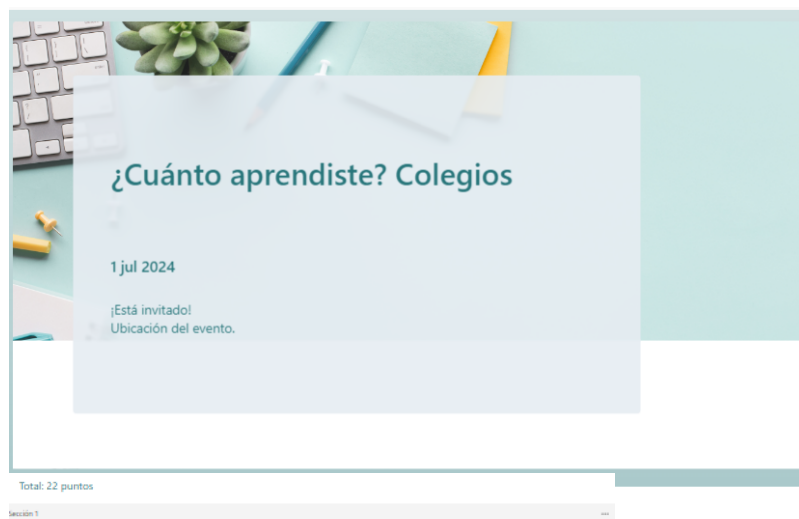 ¿Cuánto aprendiste? Colegios
1 jul 2024
¡Está invitado!
Ubicación del evento.
Total: 22 puntos
Sección 1